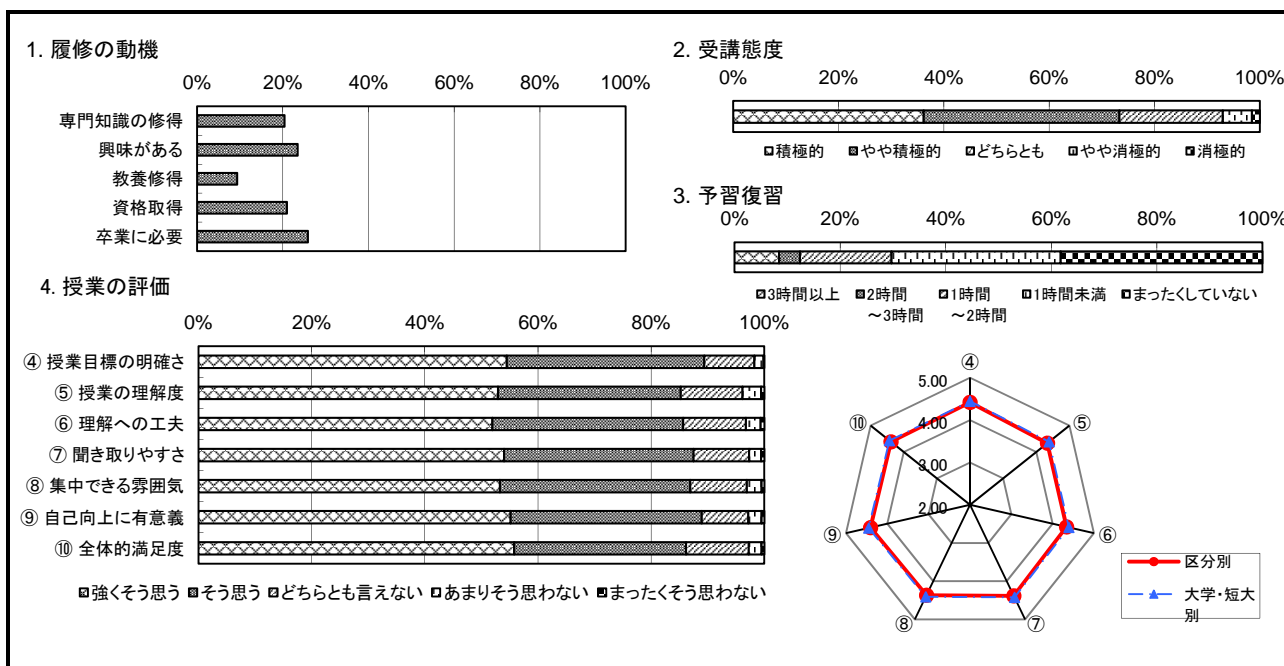 1. 履修の動機
0% 20% 40% 60% 80% 100%
専門知識の修得
興味がある
教養修得
資格取得
卒業に必要
2. 受講態度
0% 20% 40% 60% 80% 100%
積極的 やや積極的 どちらとも やや消極的 消極的
3. 予習復習
0% 20% 40% 60% 80% 100%
3時間以上 2時間 1時間 1時間未満 まったくしていない
～3時間 ～2時間
4. 授業の評価
0% 20% 40% 60% 80% 100%
④ 授業目標の明確さ
⑤ 授業の理解度
⑥ 理解への工夫
⑦ 聞き取りやすさ
⑧ 集中できる雰囲気
⑨ 自己向上に有意義
⑩ 全体的満足度
強くそう思う そう思う どちらとも言えない あまりそう思わない まったくそう思わない
④
5.00
⑩ 4.00 ⑤
3.00
2.00
⑨ ⑥
⑧ ⑦
区分別
大学・短大
別